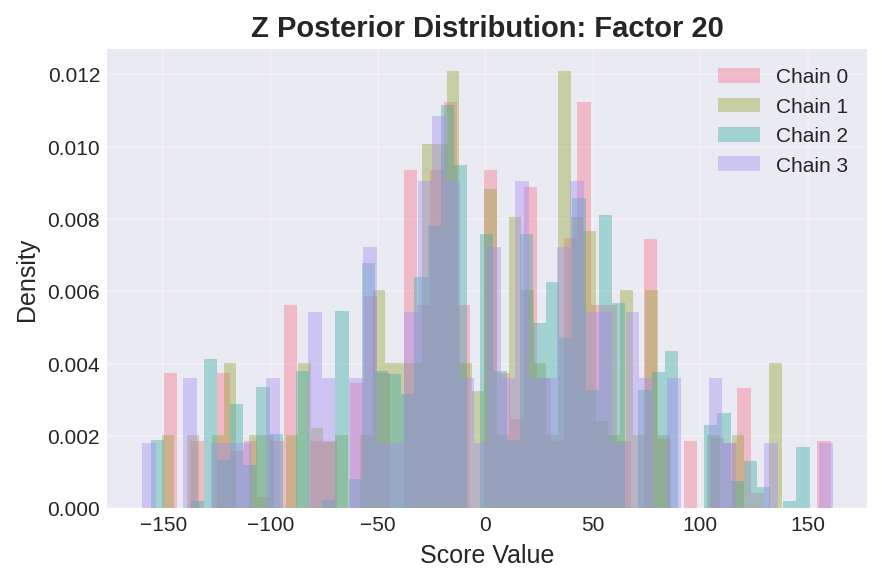 Z Posterior Distribution: Factor 20
Chain 0
Chain 1
Chain 2
Chain 3
0.012
0.010
0.008
0.006
0.004
0.002
0.000
Density
−150
−100
−50
0
50
100
150
Score Value